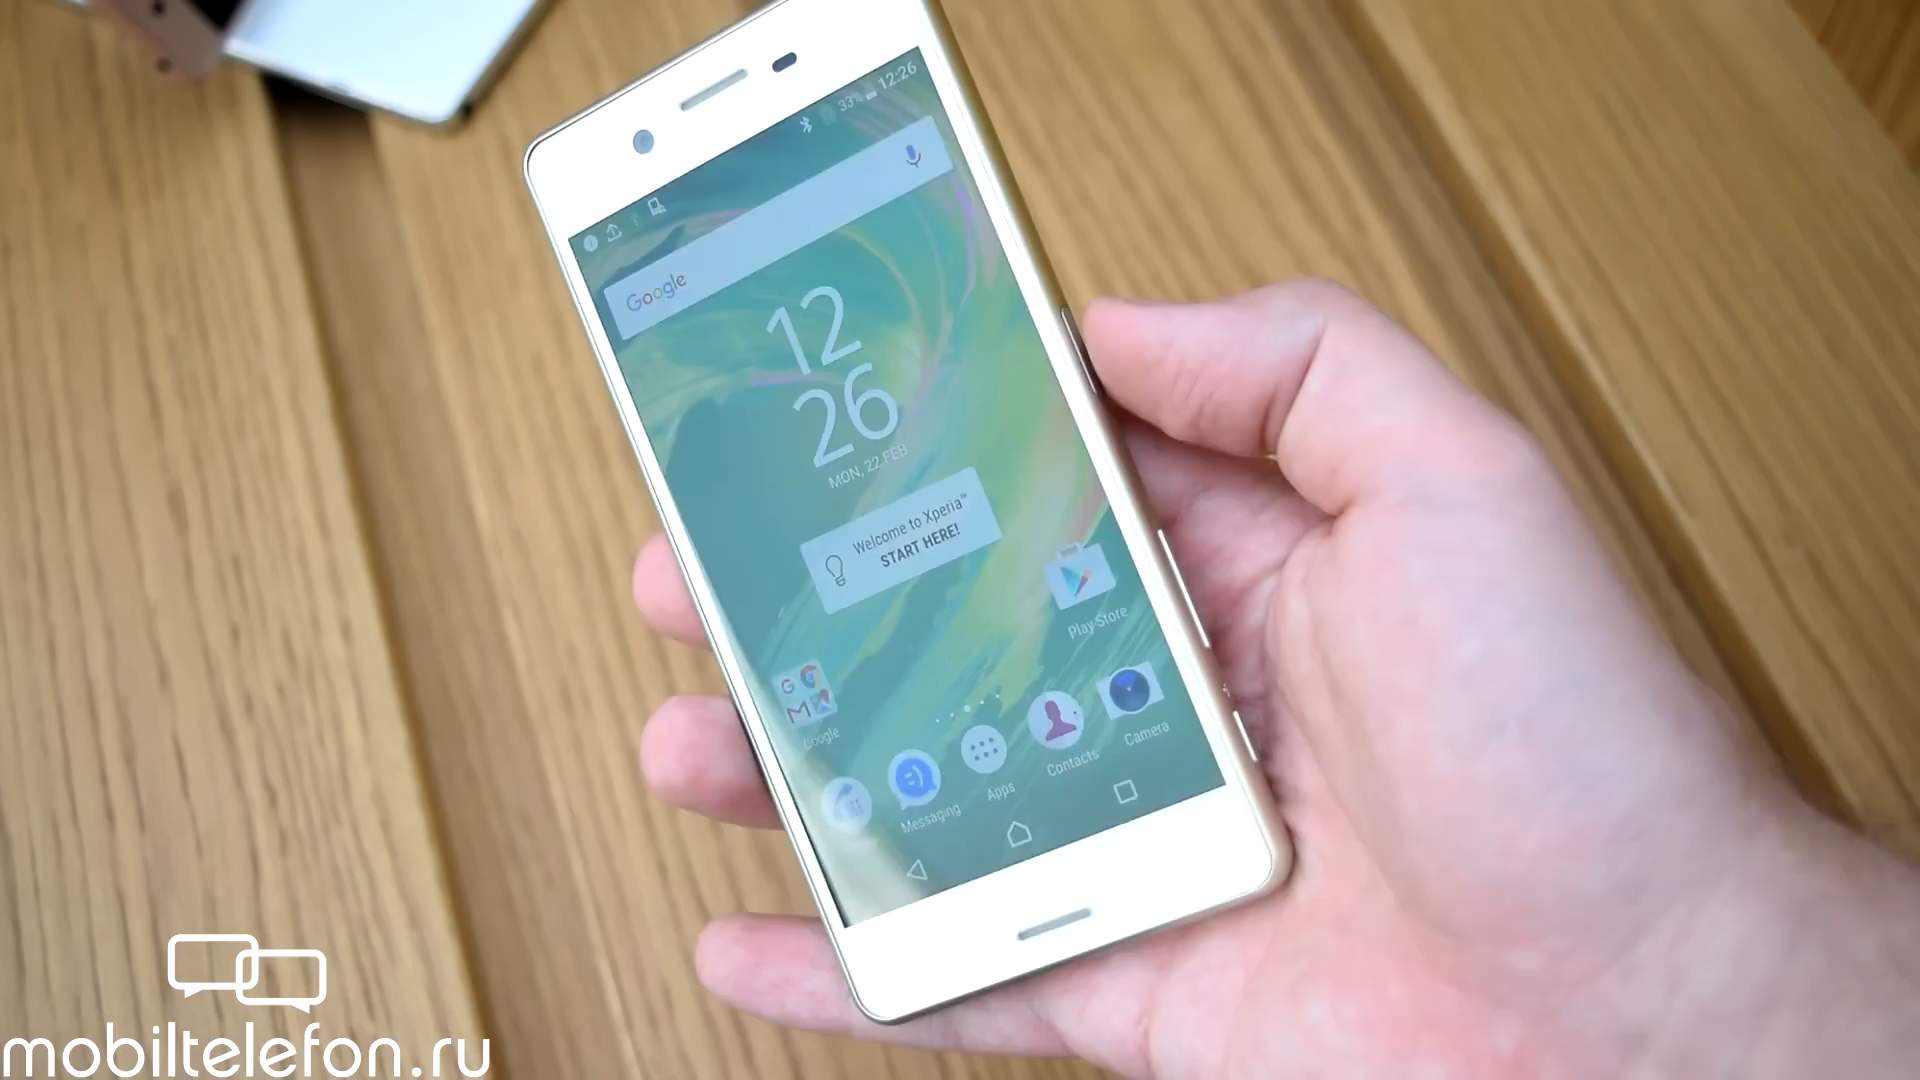 33% 12:26
Google
12
26
MON, 22 FEB
Welcome to Xperia™
START HERE!
Play Store
Google
Messaging
Apps
Contacts
Camera
mobiltelefon.ru